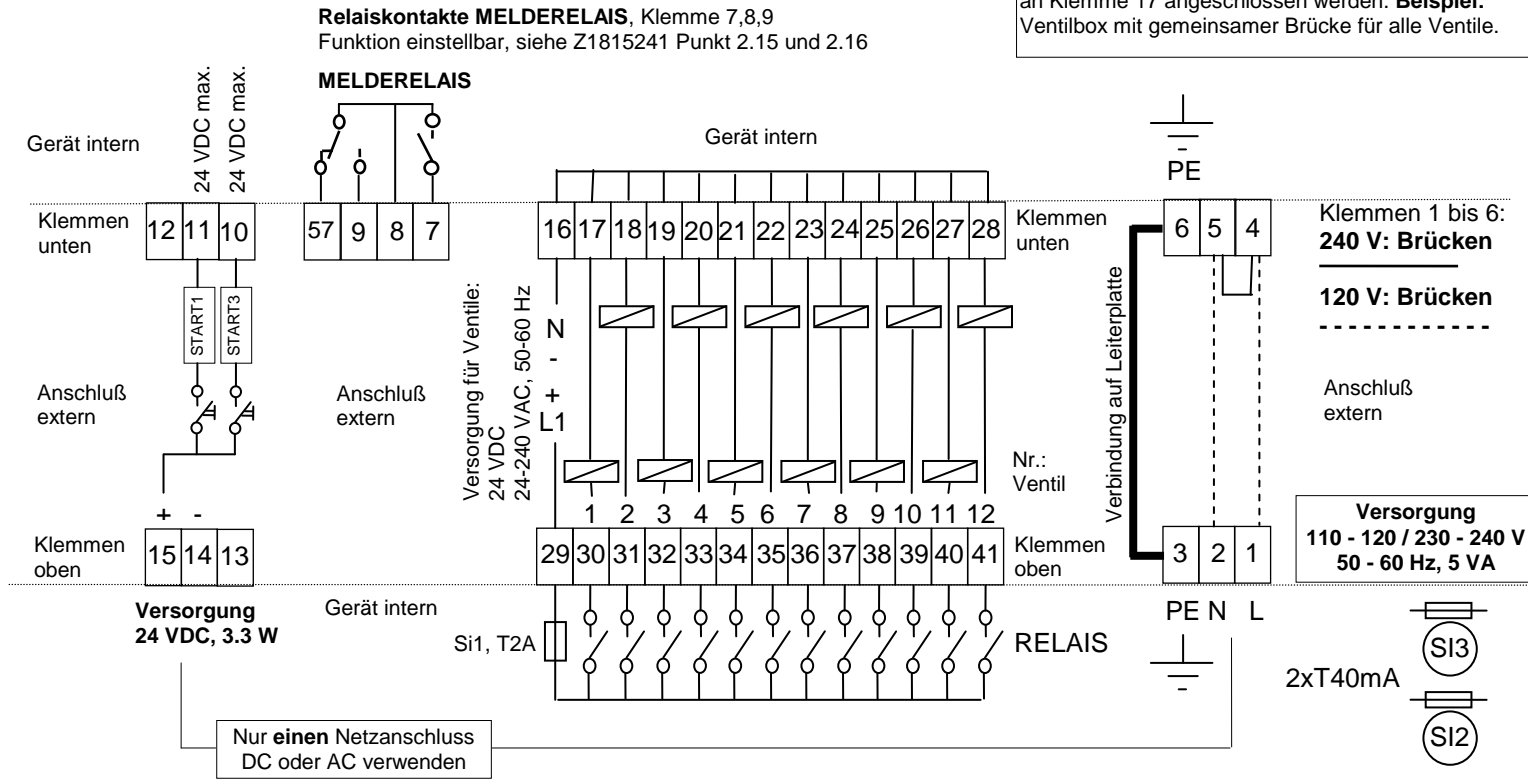 an Klemme 17 angeschlossen werden. Beispiel:
Ventilbox mit gemeinsamer Brücke für alle Ventile.
Relaiskontakte MELDERELAIS, Klemme 7,8,9
Funktion einstellbar, siehe Z1815241 Punkt 2.15 und 2.16
MELDERELAIS
24 VDC max.
24 VDC max.
Gerät intern
Gerät intern
PE
Klemmen
unten
12 11 10
57 9 8 7
16 17 18 19 20 21 22 23 24 25 26 27 28
Klemmen
unten
6 5 4
Klemmen 1 bis 6:
240 V: Brücken
120 V: Brücken
START1
START3
Versorgung für Ventile:
24 VDC
24-240 VAC, 50-60 Hz
N
-
+
L1
Verbindung auf Leiterplatte
Anschluß
extern
Anschluß
extern
Anschluß
extern
Nr.:
Ventil
+ -
1 2 3 4 5 6 7 8 9 10 11 12
Klemmen
oben
15 14 13
29 30 31 32 33 34 35 36 37 38 39 40 41
Klemmen
oben
3 2 1
Versorgung
110 - 120 / 230 - 240 V
50 - 60 Hz, 5 VA
Versorgung
24 VDC, 3.3 W
Gerät intern
Si1, T2A
RELAIS
PE N L
2xT40mA
SI3
SI2
Nur einen Netzanschluss
DC oder AC verwenden